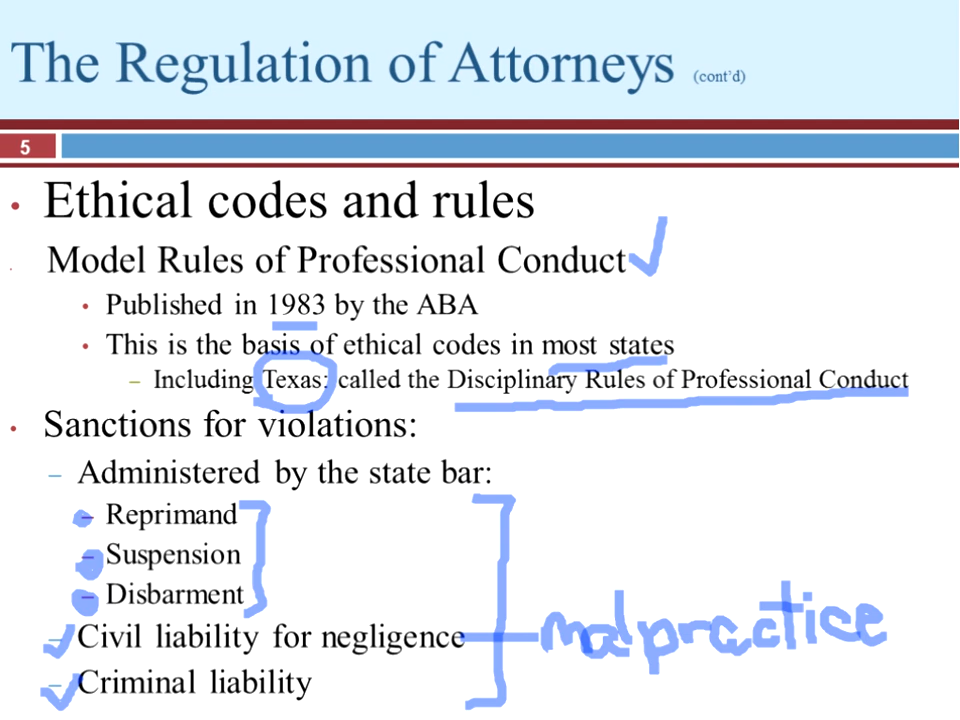 The Regulation of Attorneys (cont'd)
5
• Ethical codes and rules
Model Rules of Professional Conduct
• Published in 1983 by the ABA
• This is the basis of ethical codes in most states
– Including Texas: called the Disciplinary Rules of Professional Conduct
• Sanctions for violations:
– Administered by the state bar:
– Reprimand
– Suspension
– Disbarment
– Civil liability for negligence
malpractice
– Criminal liability